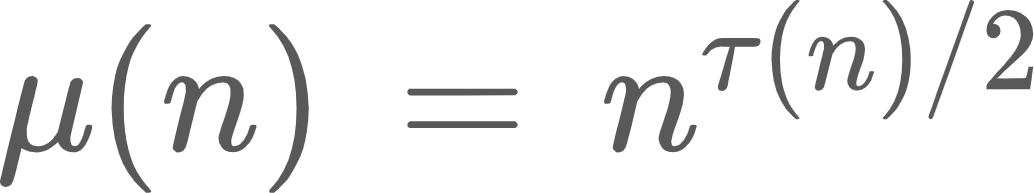 μ(n) = n^{τ(n)/2}